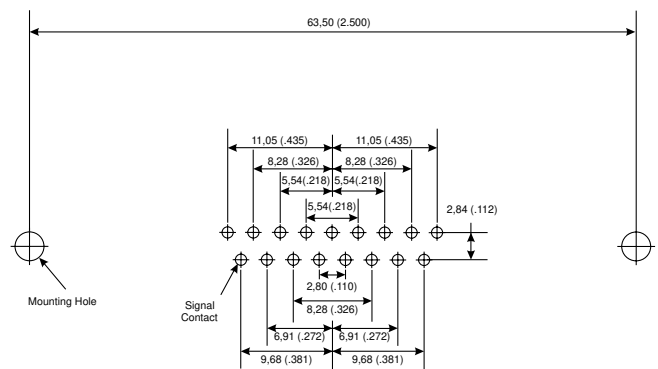 63,50 (2.500)
11,05 (.435) 11,05 (.435)
8,28 (.326) 8,28 (.326)
5,54(.218) 5,54(.218)
5,54(.218)
2,84 (.112)
Mounting Hole
Signal
Contact
2,80 (.110)
8,28 (.326)
6,91 (.272) 6,91 (.272)
9,68 (.381) 9,68 (.381)